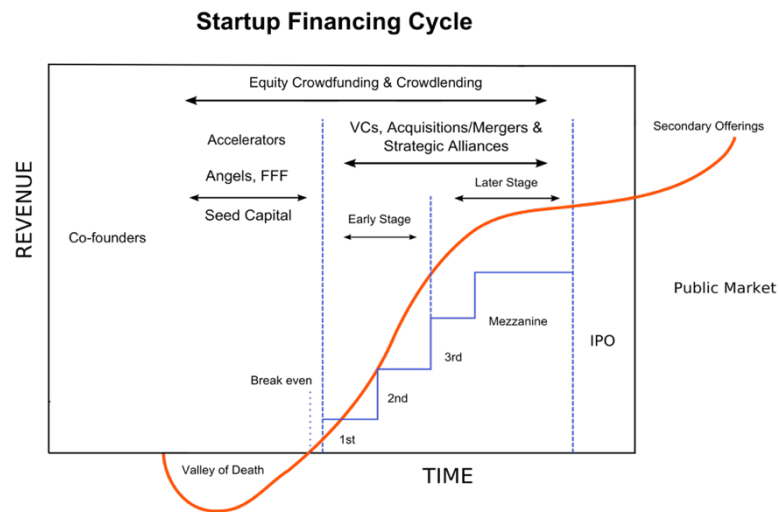 Startup Financing Cycle
Equity Crowdfunding & Crowdlending
Accelerators
VCs, Acquisitions/Mergers &
Strategic Alliances
Secondary Offerings
Angels, FFF
Later Stage
Seed Capital
Early Stage
REVENUE
Co-founders
Public Market
Mezzanine
IPO
3rd
Break even
2nd
1st
Valley of Death
TIME